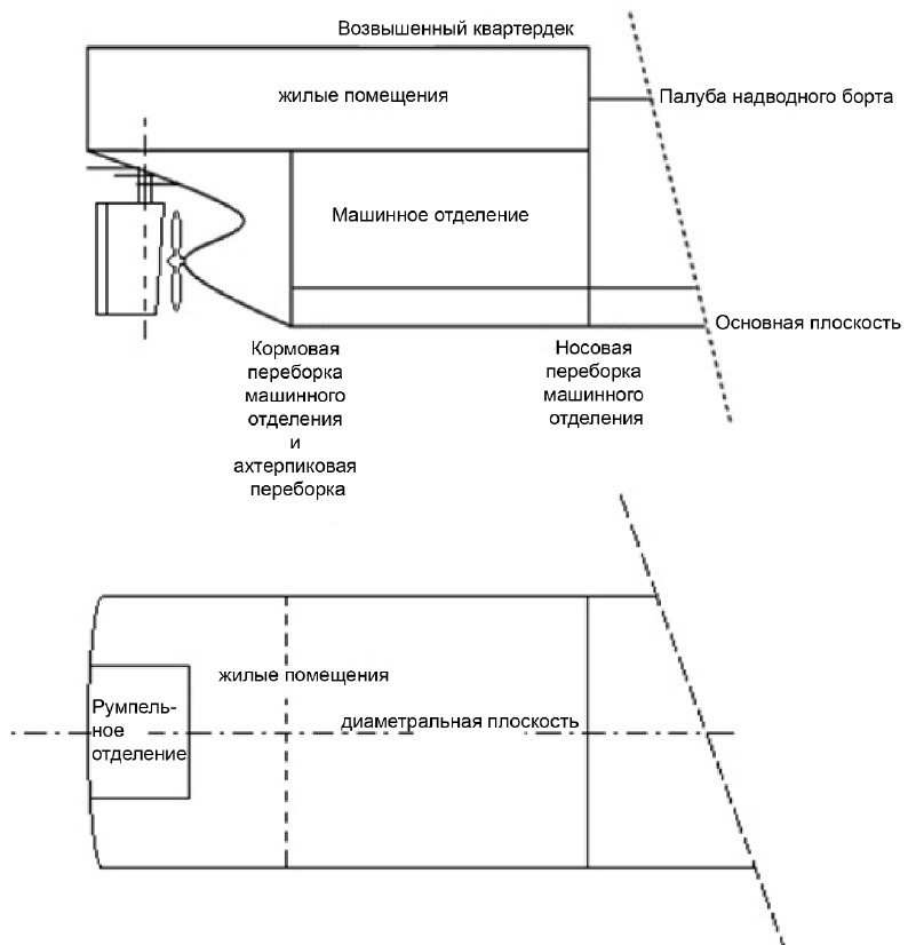 Возвышенный квартердек
жилые помещения
Палуба надводного борта
Машинное отделение
Основная плоскость
Кормовая
переборка
машинного
отделения
и
ахтерпиковая
переборка
Носовая
переборка
машинного
отделения
жилые помещения
Румпель-
ное
отделение
диаметральная плоскость